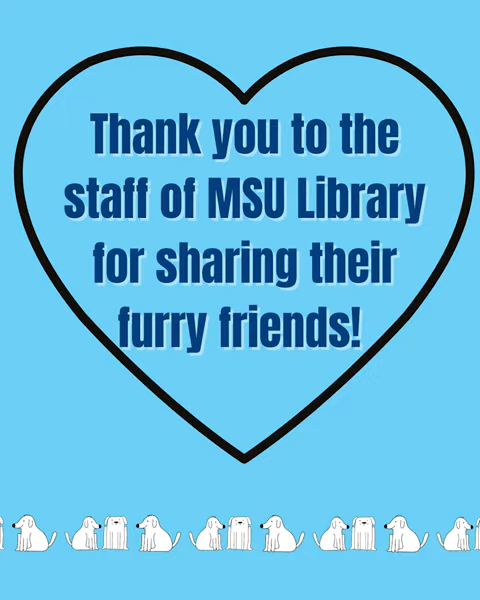 Thank you to the
staff of MSU Library
for sharing their
furry friends!